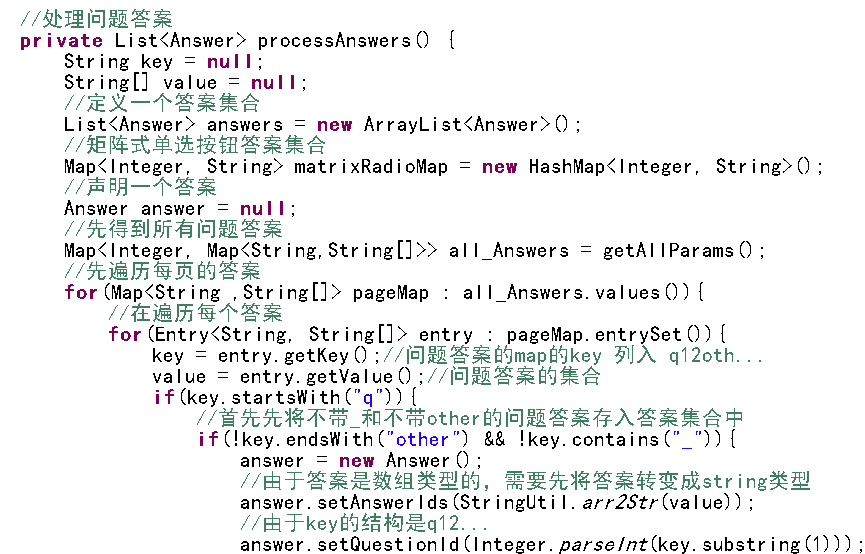 //处理问题答案
private List<Answer> processAnswers() {
    String key = null;
    String[] value = null;
    //定义一个答案集合
    List<Answer> answers = new ArrayList<Answer>();
    //矩阵式单选按钮答案集合
    Map<Integer, String> matrixRadioMap = new HashMap<Integer, String>();
    //声明一个答案
    Answer answer = null;
    //先得到所有问题答案
    Map<Integer, Map<String,String[]>> all_Answers = getAllParams();
    //先遍历每页的答案
    for(Map<String ,String[]> pageMap : all_Answers.values()){
        //在遍历每个答案
        for(Entry<String, String[]> entry : pageMap.entrySet()){
            key = entry.getKey();//问题答案的map的key 列入 q12oth...
            value = entry.getValue();//问题答案的集合
            if(key.startsWith("q")){
                //首先先将不带_和不带other的问题答案存入答案集合中
                if(!key.endsWith("other") && !key.contains("_")){
                    answer = new Answer();
                    //由于答案是数组类型的，需要先将答案转变成string类型
                    answer.setAnswerIds(StringUtil.arr2Str(value));
                    //由于key的结构是q12...
                    answer.setQuestionId(Integer.parseInt(key.substring(1)));